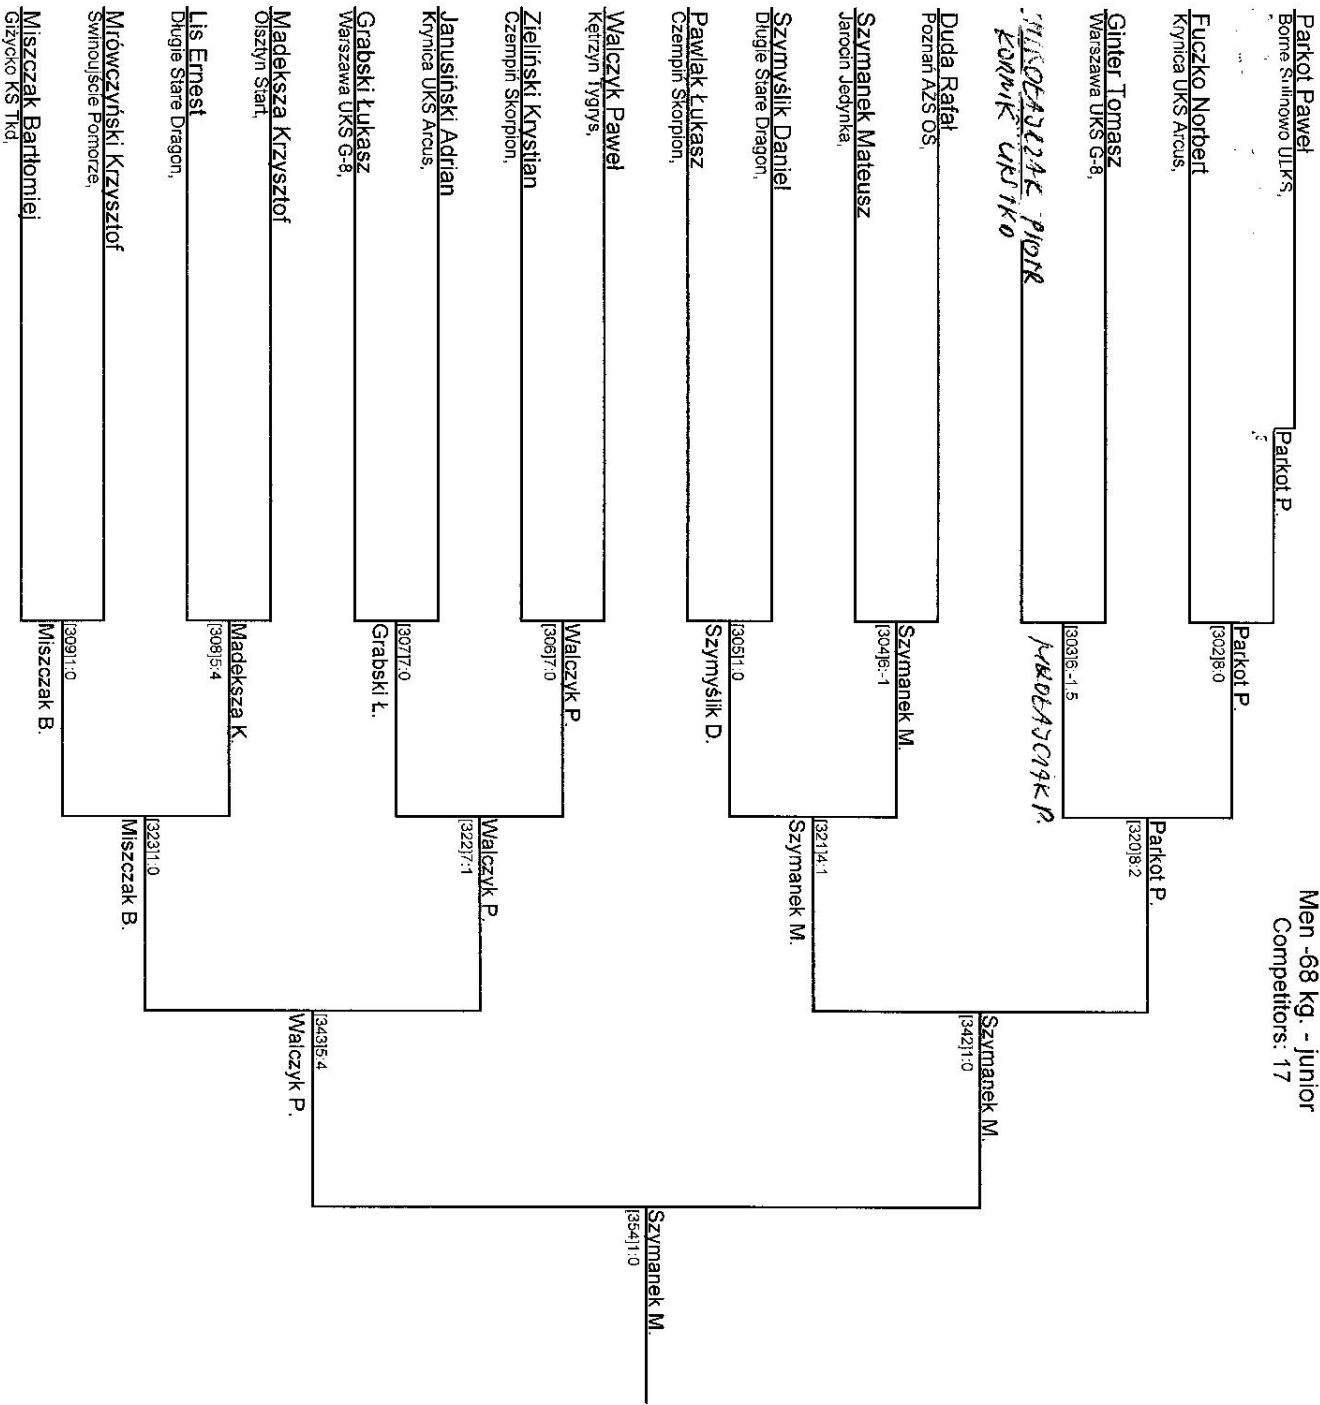 Men -68 kg. - junior
Competitors: 17
Parkot Paweł
Borne Sulinowo ULKS,
Parkot P.
Fuczko Norbert
Krynica UKS Arcus,
Parkot P.
[302]8:0
Ginter Tomasz
Warszawa UKS G-8,
MIKOŁAJCZAK PIOTR
KÓRNIK UKS TKD
[303]6:-1,5
MIKOŁAJCZAK P.
Parkot P.
[320]8:2
Duda Rafał
Poznań AZS OŚ,
Szymanek Mateusz
Jarocin Jedynka,
Szymanek M.
[304]6:-1
Szymyślik Daniel
Długie Stare Dragon,
Pawlak Łukasz
Czempiń Skorpion,
[305]1:0
Szymyślik D.
[321]4:1
Szymanek M.
Szymanek M.
[342]1:0
Walczyk Paweł
Kętrzyn Tygrys,
Zieliński Krystian
Czempiń Skorpion,
Walczyk P.
[306]7:0
Janusiński Adrian
Krynica UKS Arcus,
Grabski Łukasz
Warszawa UKS G-8,
[307]7:0
Grabski Ł.
Walczyk P.
[322]7:1
Madeksza Krzysztof
Olsztyn Start,
Lis Ernest
Długie Stare Dragon,
Madeksza K.
[308]5:4
Mrówczyński Krzysztof
Świnoujście Pomorze,
Miszczak Bartłomiej
Giżycko KS Tkd,
[309]1:0
Miszczak B.
[323]1:0
Miszczak B.
[343]5:4
Walczyk P.
Szymanek M.
[354]1:0